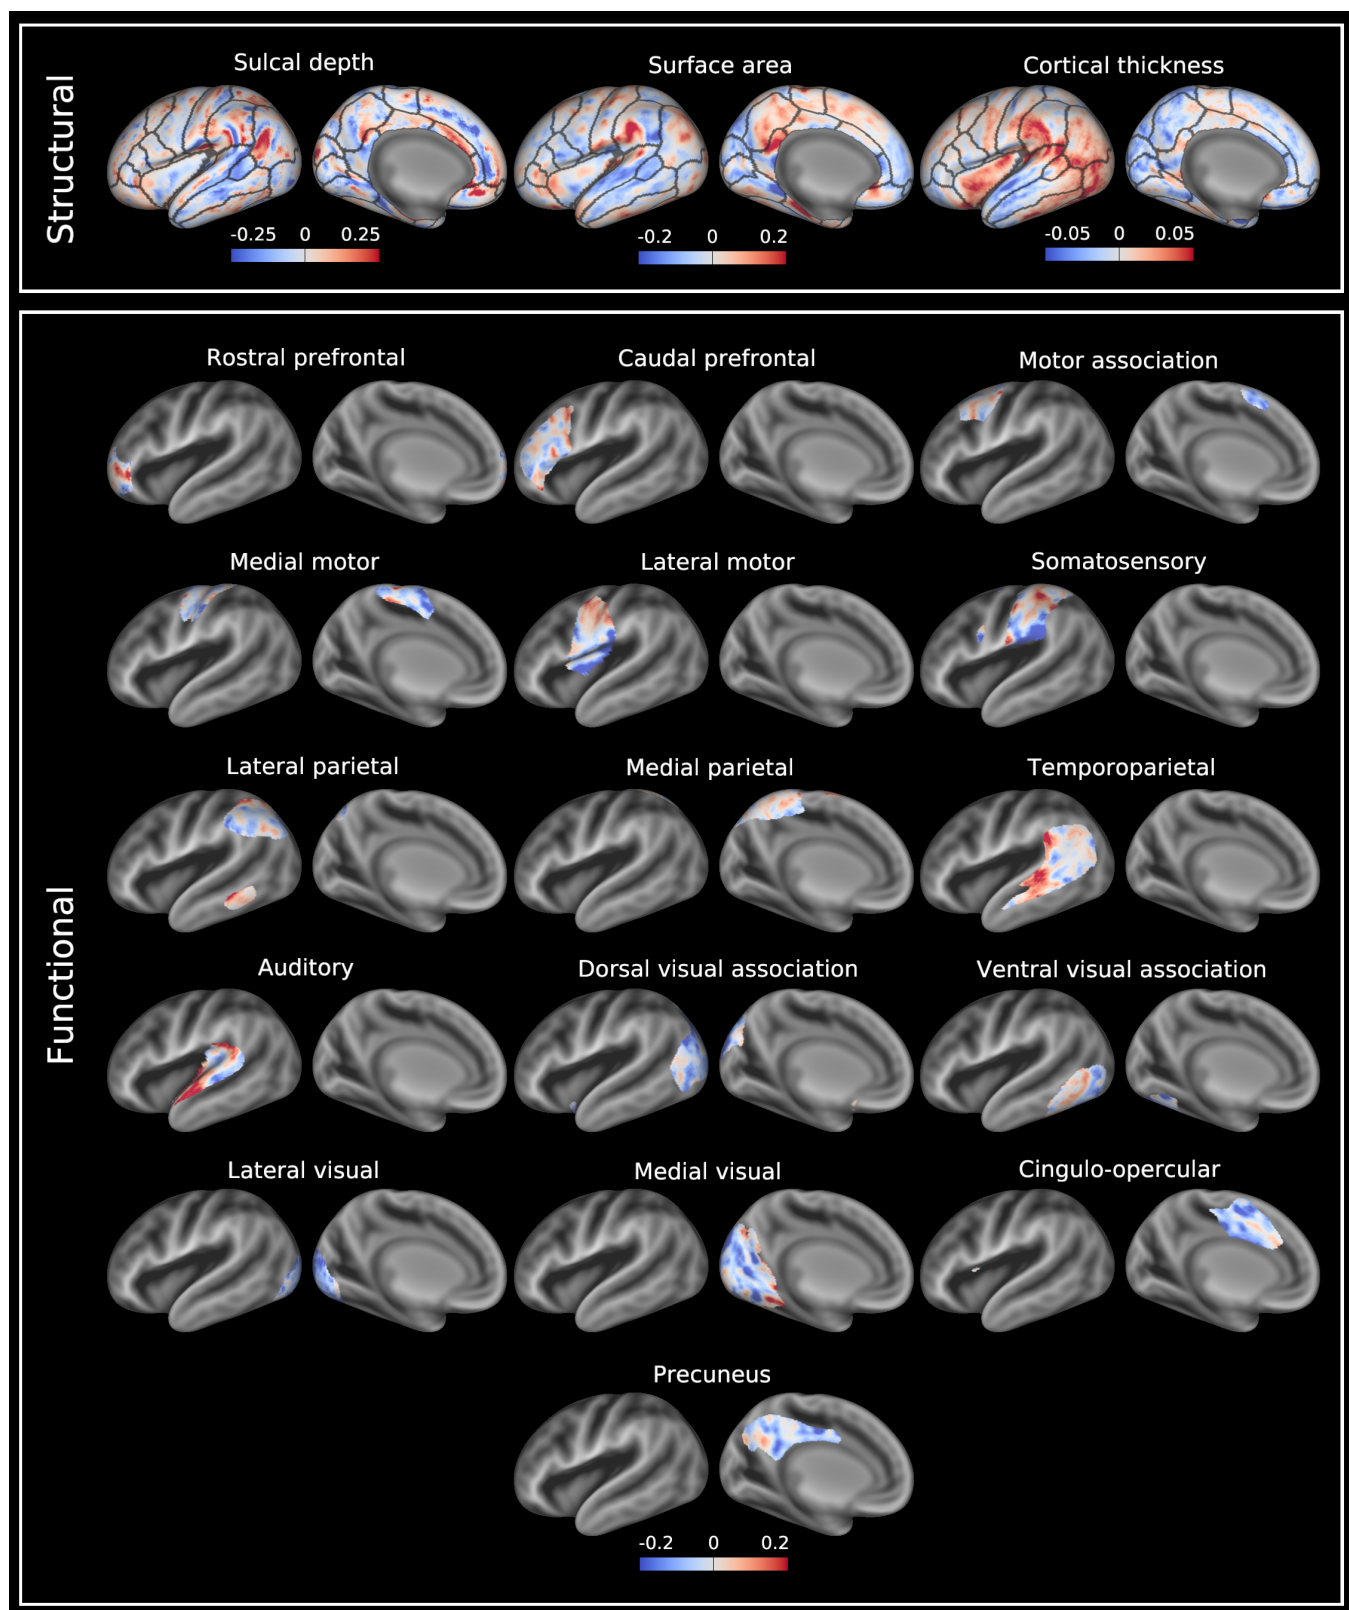 Structural
Sulcal depth
Surface area
Cortical thickness
-0.25 0 0.25
-0.2 0 0.2
-0.05 0 0.05
Functional
Rostral prefrontal
Caudal prefrontal
Motor association
Medial motor
Lateral motor
Somatosensory
Lateral parietal
Medial parietal
Temporoparietal
Auditory
Dorsal visual association
Ventral visual association
Lateral visual
Medial visual
Cingulo-opercular
Precuneus
-0.2 0 0.2